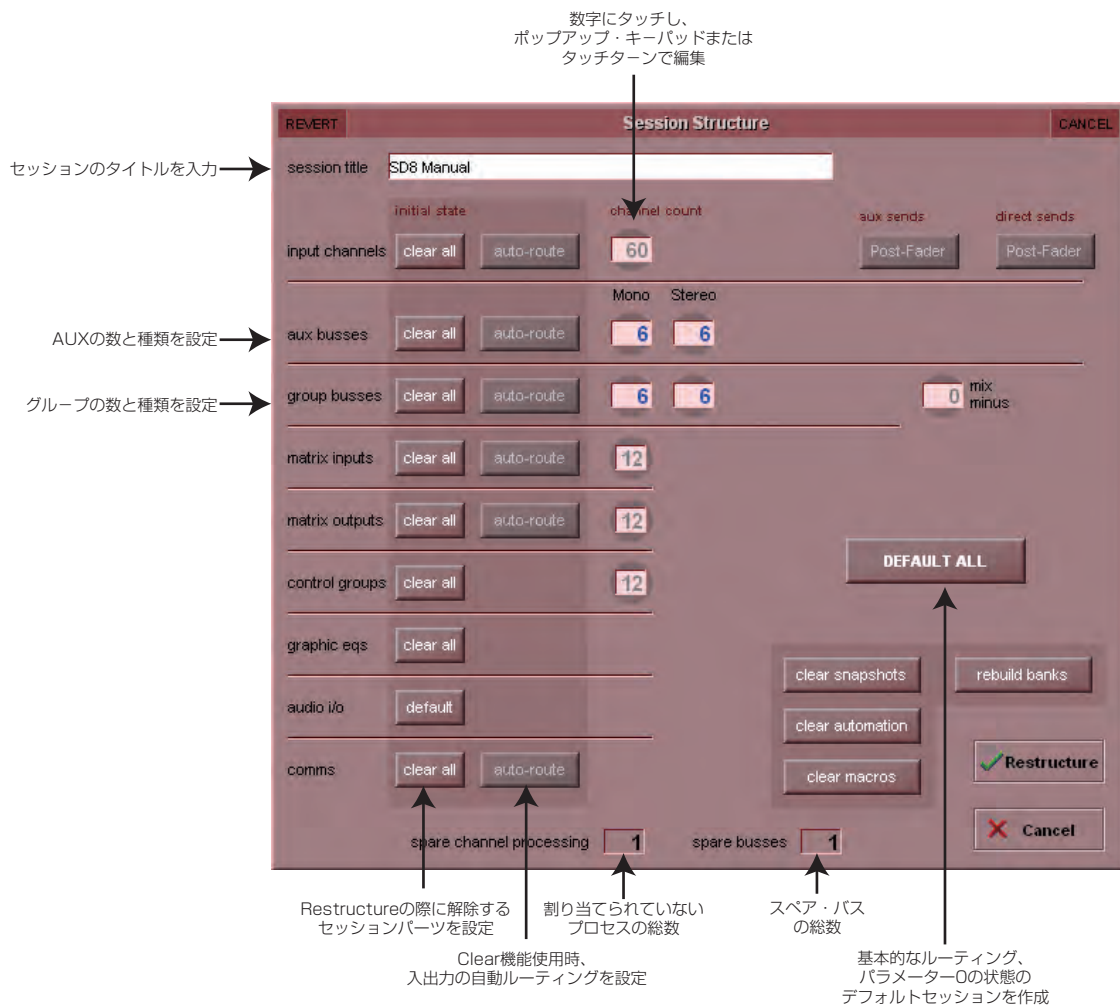 数字にタッチし、
ポップアップ・キーパッドまたは
タッチターンで編集
REVERT Session Structure CANCEL
セッションのタイトルを入力 session title SD8 Manual
initial state channel count aux sends direct sends
input channels clear all auto-route 60 Post-Fader Post-Fader
Mono Stereo
AUXの数と種類を設定 aux busses clear all auto-route 6 6
グループの数と種類を設定 group busses clear all auto-route 6 6 0 mix
minus
matrix inputs clear all auto-route 12
matrix outputs clear all auto-route 12
DEFAULT ALL
control groups clear all 12
graphic eqs clear all
clear snapshots rebuild banks
audio i/o default
clear automation
comms clear all auto-route
clear macros
Restructure
Cancel
spare channel processing 1 spare busses 1
Restructureの際に解除する
セッションパーツを設定
割り当てられていない
プロセスの総数
スペア・バス
の総数
Clear機能使用時、
入出力の自動ルーティングを設定
基本的なルーティング、
パラメーター0の状態の
デフォルトセッションを作成